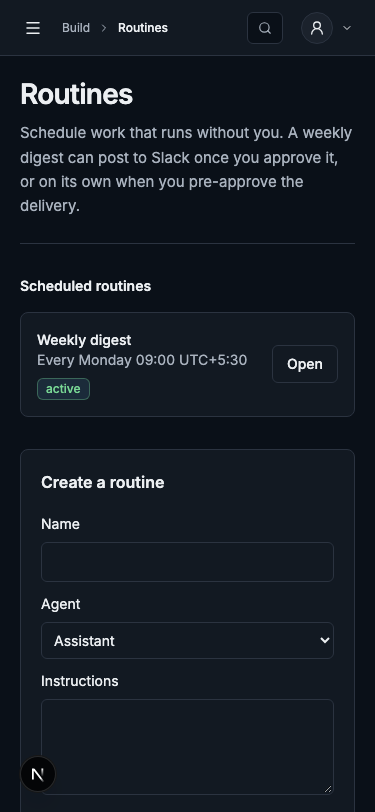 Build
Routines
Routines
Schedule work that runs without you. A weekly
digest can post to Slack once you approve it,
or on its own when you pre-approve the
delivery.
Scheduled routines
Weekly digest
Every Monday 09:00 UTC+5:30
active
Open
Create a routine
Name
Agent
Assistant
Instructions
N